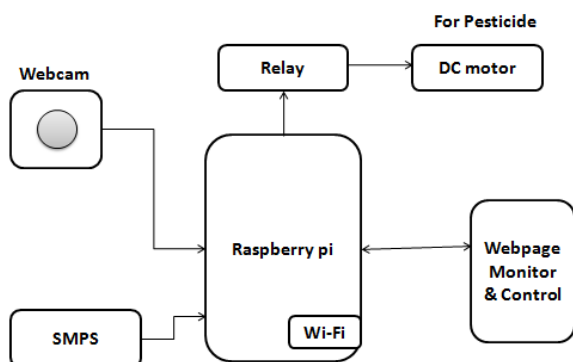 For Pesticide
Webcam
Relay
DC motor
Raspberry pi
Webpage
Monitor
& Control
SMPS
Wi-Fi